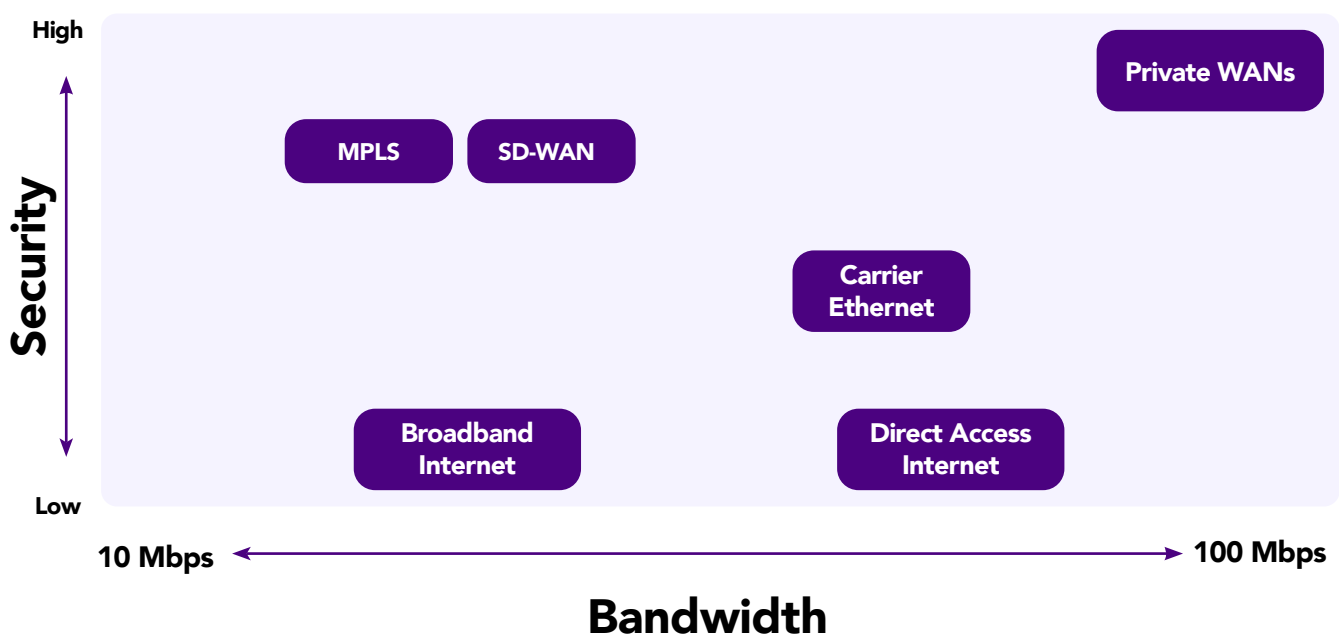 High
Private WANs
MPLS
SD-WAN
Security
Carrier
Ethernet
Broadband
Internet
Direct Access
Internet
Low
10 Mbps
100 Mbps
Bandwidth